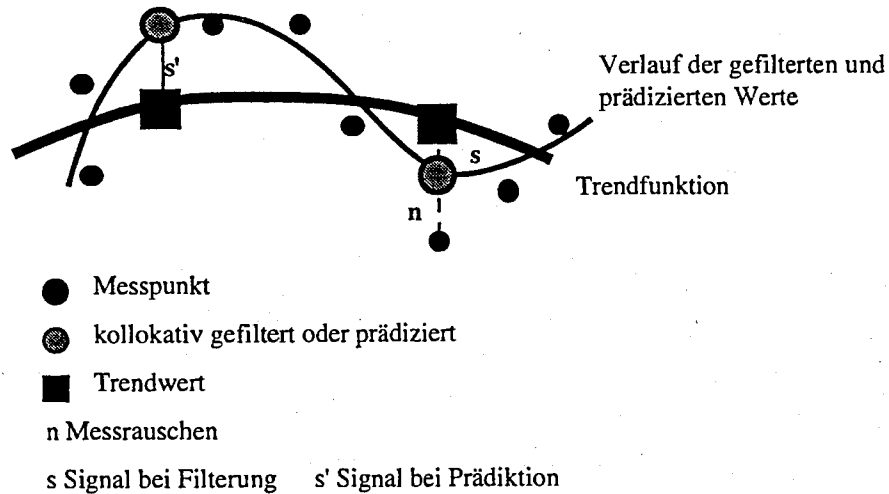 s'
Verlauf der gefilterten und
prädizierten Werte
s
Trendfunktion
n
Messpunkt
kollokativ gefiltert oder prädiziert
Trendwert
n Messrauschen
s Signal bei Filterung s' Signal bei Prädiktion